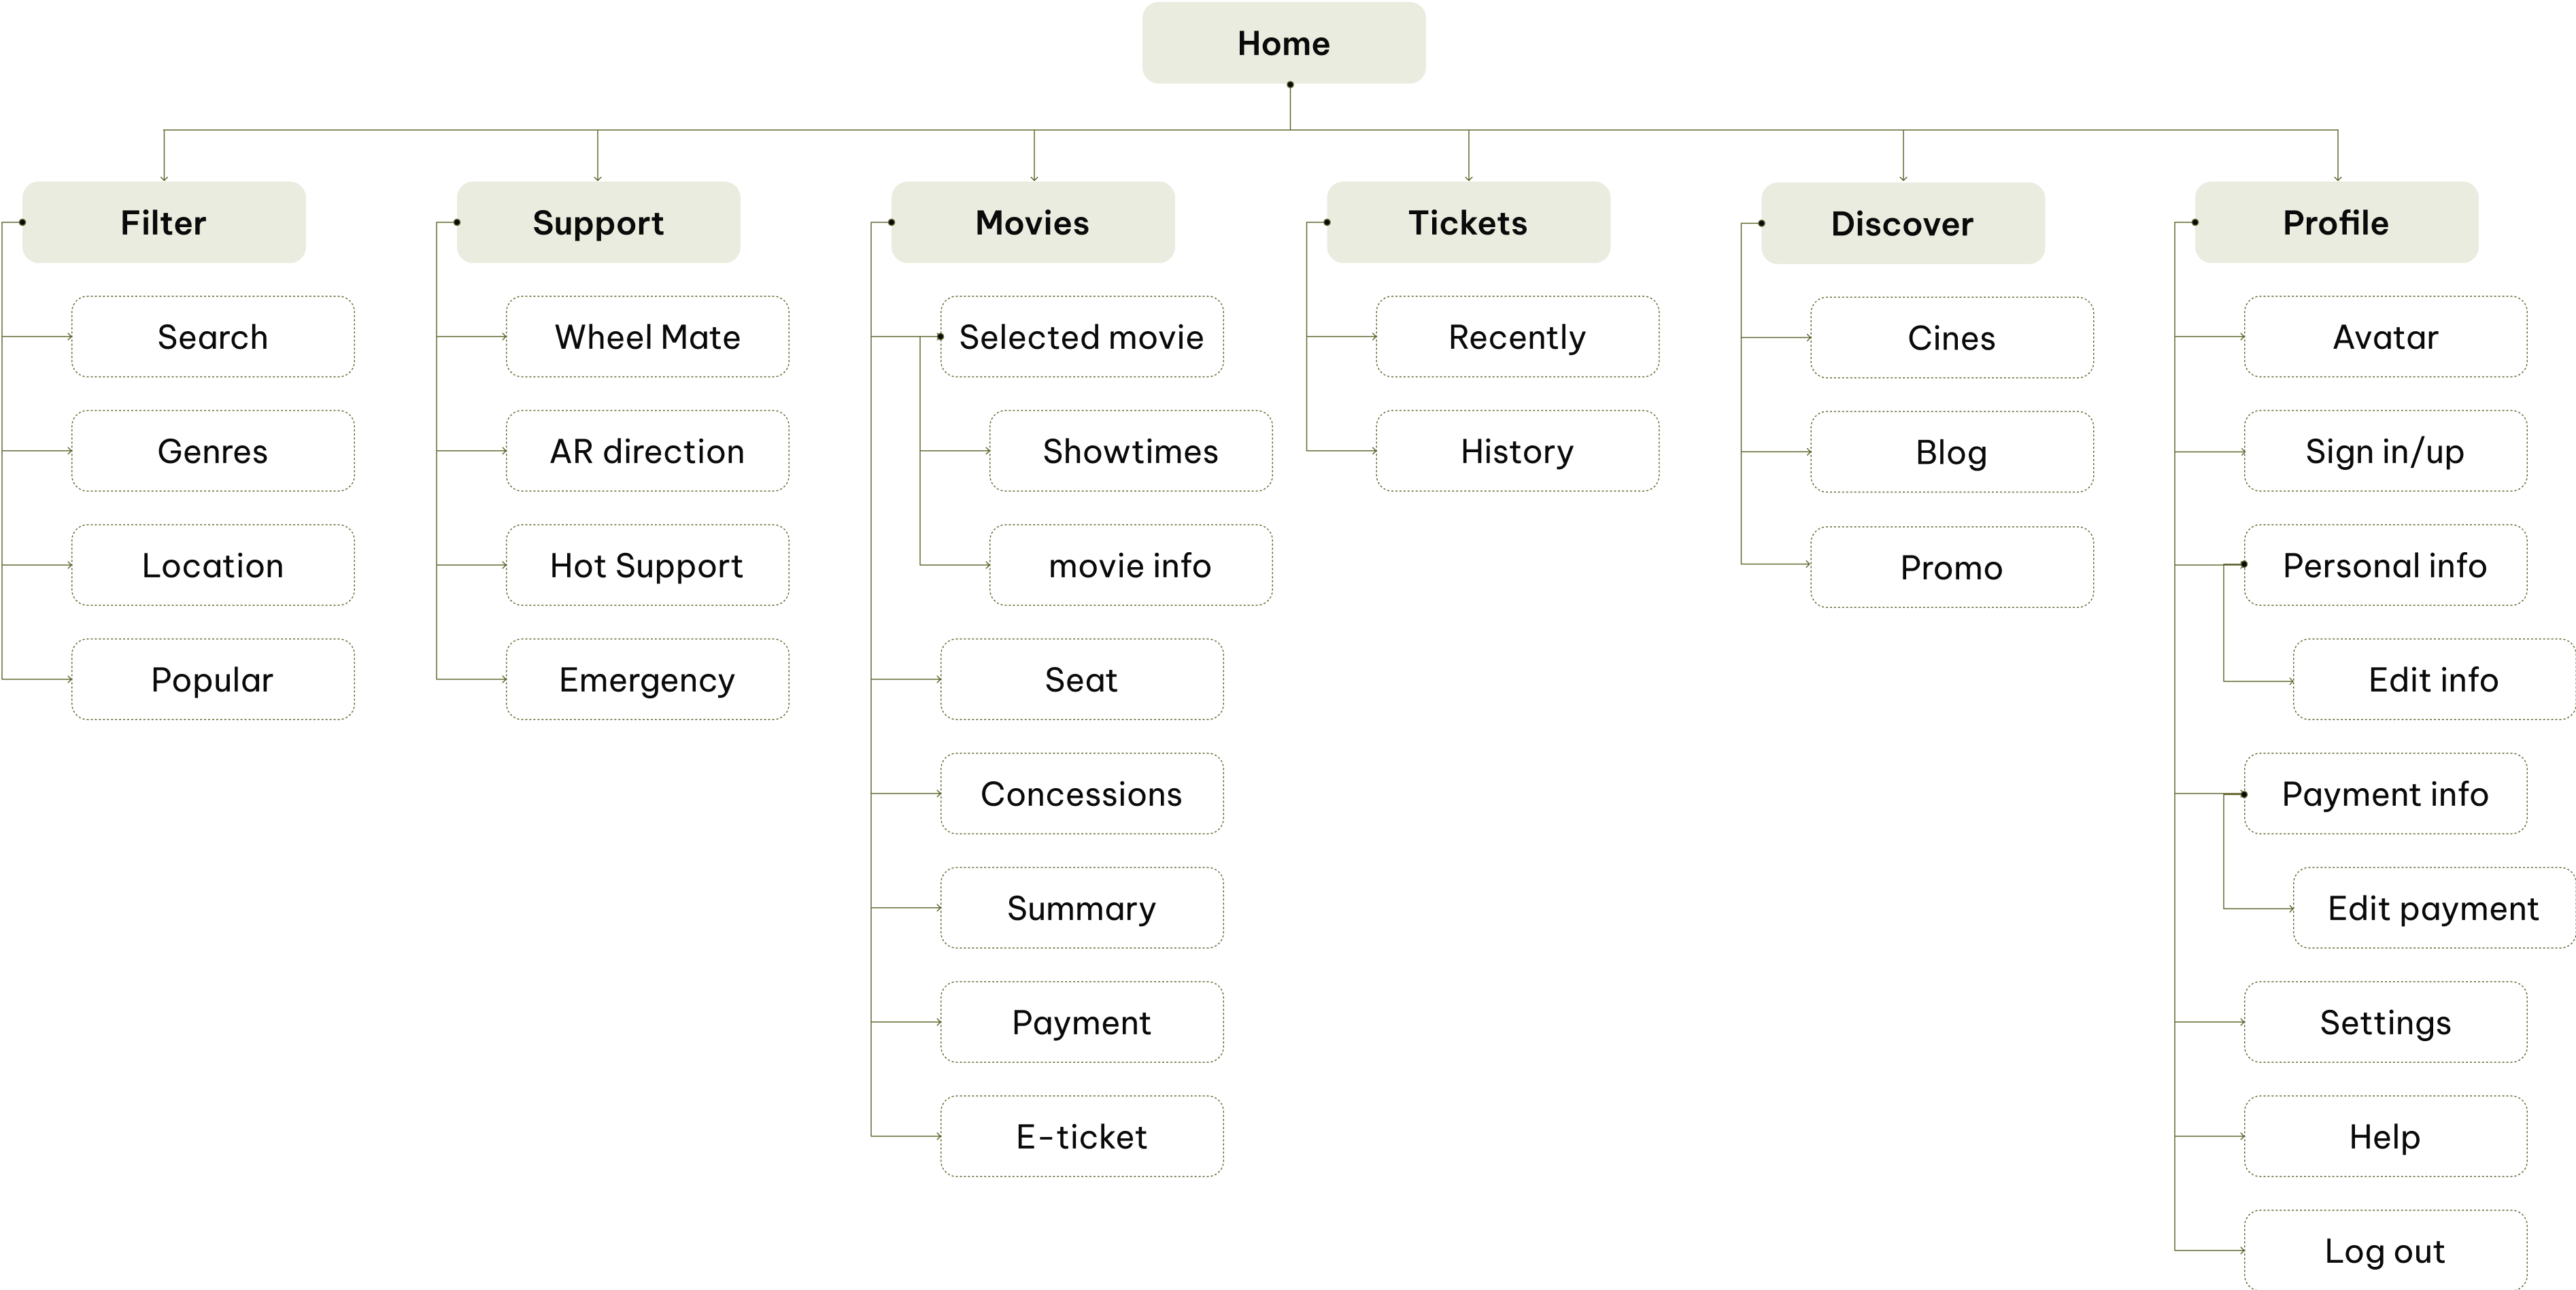 Home
Filter
Search
Genres
Location
Popular
Support
Wheel Mate
AR direction
Hot Support
Emergency
Movies
Selected movie
Showtimes
movie info
Seat
Concessions
Summary
Payment
E-ticket
Tickets
Recently
History
Discover
Cines
Blog
Promo
Profile
Avatar
Sign in/up
Personal info
Edit info
Payment info
Edit payment
Settings
Help
Log out